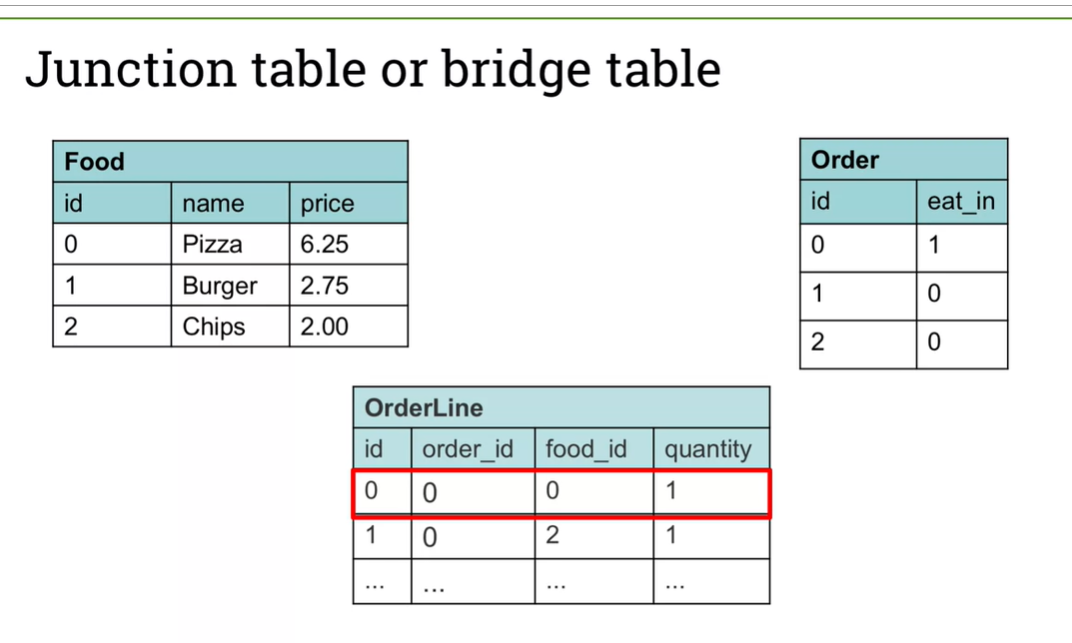 Junction table or bridge table
Food
id name price
0 Pizza 6.25
1 Burger 2.75
2 Chips 2.00
Order
id eat_in
0 1
1 0
2 0
OrderLine
id order_id food_id quantity
0 0 0 1
1 0 2 1
... ... ... ...